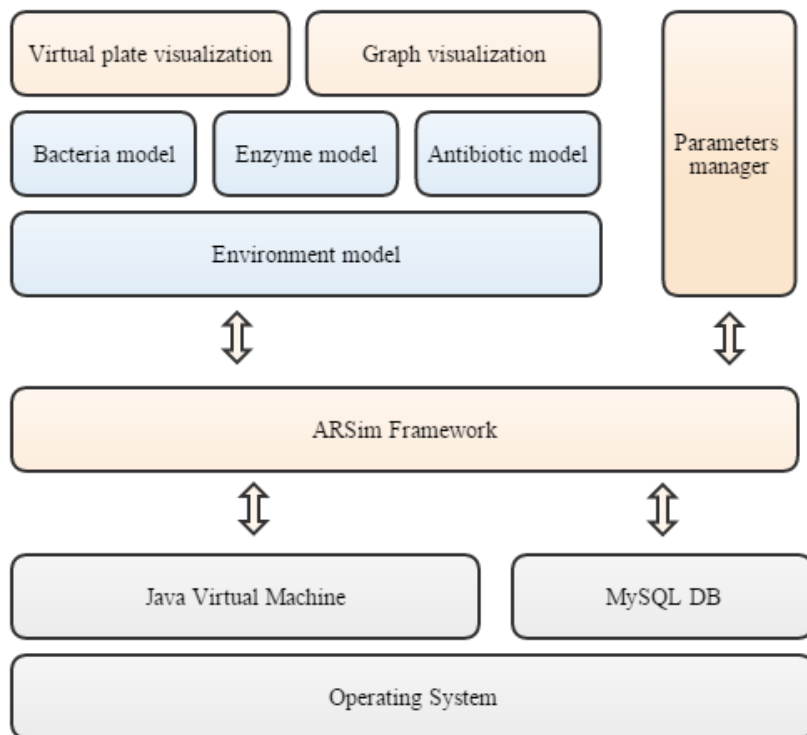 Virtual plate visualization
Graph visualization
Parameters
manager
Bacteria model
Enzyme model
Antibiotic model
Environment model
ARSim Framework
Java Virtual Machine
MySQL DB
Operating System